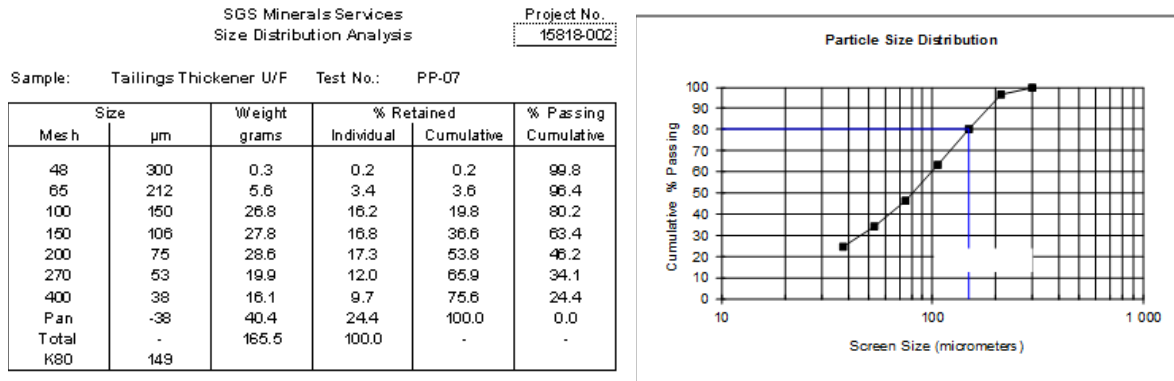 SGS Minerals Services
Size Distribution Analysis
Project No.
15818-002
Sample: Tailings Thickener U/F Test No.: PP-07
Size Weight % Retained % Passing
Mesh µm grams Individual Cumulative Cumulative
48 300 0.3 0.2 0.2 99.8
65 212 5.6 3.4 3.6 96.4
100 150 26.8 16.2 19.8 80.2
150 106 27.8 16.8 36.6 63.4
200 75 28.6 17.3 53.8 46.2
270 53 19.9 12.0 65.9 34.1
400 38 16.1 9.7 75.6 24.4
Pan -38 40.4 24.4 100.0 0.0
Total - 165.5 100.0 - -
K80 149
Particle Size Distribution
Cumulative % Passing
100
90
80
70
60
50
40
30
20
10
0
10 100 1 000
Screen Size (micrometers)